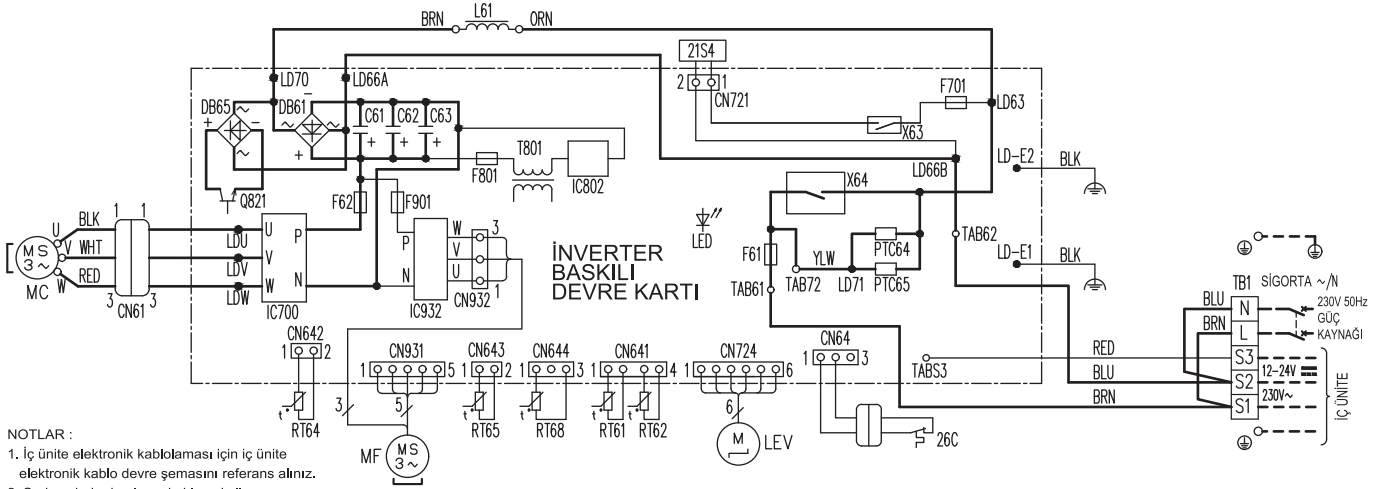 BRN L61 ORN
21S4
LD70 LD66A
2 1
CN721
F701
LD63
DB65 DB61
C61 C62 C63
X63
T801
F801
IC802
LD66B
LD-E2 BLK
Q821
F62 F901
X64
LED
PTC64
PTC65
F61
YLW
TAB72 LD71
TAB61
TAB62
LD-E1 BLK
MS
3~
MC
U V W
BLK
WHT
RED
1 1
3 3
CN61
LDU
LDV
LDW
U
V
W
P
N
IC700
P
N
W
V
U
IC932
3
1
CN932
İNVERTER
BASKILI
DEVRE KARTI
TB1
SİGORTA ~/N
230V 50Hz
GÜÇ
KAYNAĞI
N
L
S3
S2
S1
BLU
BRN
RED
BLU
BRN
12-24V
230V~
İÇ ÜNİTE
TABS3
CN642
1 2
t°
RT64
3
CN931
1 5
5
MF
MS
3~
CN643
1 2
t°
RT65
CN644
1 3
t°
RT68
CN641
1 4
t° t°
RT61 RT62
CN724
1 6
6
M
LEV
CN64
1 3
26C
NOTLAR :
1. İç ünite elektronik kablolaması için iç ünite
elektronik kablo devre şemasını referans alınız.